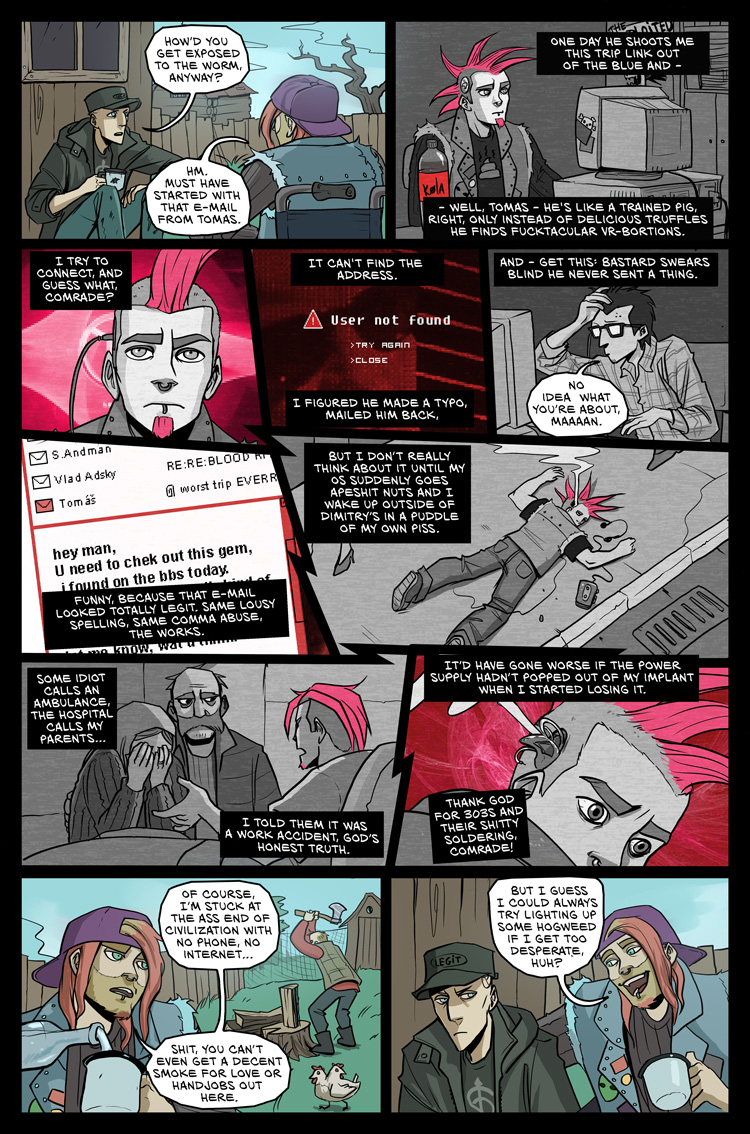 HOW'D YOU
GET EXPOSED
TO THE WORM,
ANYWAY?
HM.
MUST HAVE
STARTED WITH
THAT E-MAIL
FROM TOMAS.
THE
ONE DAY HE SHOOTS ME
THIS TRIP LINK OUT
OF THE BLUE AND -
KOLA
- WELL, TOMAS - HE'S LIKE A TRAINED PIG,
RIGHT, ONLY INSTEAD OF DELICIOUS TRUFFLES
HE FINDS FUCKTACULAR VR-BORTIONS.
I TRY TO
CONNECT, AND
GUESS WHAT,
COMRADE?
IT CAN'T FIND THE
ADDRESS.
User not found
>TRY AGAIN
>CLOSE
I FIGURED HE MADE A TYPO,
MAILED HIM BACK,
AND - GET THIS: BASTARD SWEARS
BLIND HE NEVER SENT A THING.
NO
IDEA WHAT
YOU'RE ABOUT,
MAAAAN.
S.Andman
RE:RE:BLOOD
Vlad Adsky
@ worst trip EVERR
Tomáš
hey man,
U need to chek out this gem,
i found on the bbs today.
FUNNY, BECAUSE THAT E-MAIL
LOOKED TOTALLY LEGIT. SAME LOUSY
SPELLING, SAME COMMA ABUSE,
THE WORKS.
BUT I DON'T REALLY
THINK ABOUT IT UNTIL MY
OS SUDDENLY GOES
APESHIT NUTS AND I
WAKE UP OUTSIDE OF
DIMITRY'S IN A PUDDLE
OF MY OWN PISS.
SOME IDIOT
CALLS AN
AMBULANCE,
THE HOSPITAL
CALLS MY
PARENTS...
I TOLD THEM IT WAS
A WORK ACCIDENT, GOD'S
HONEST TRUTH.
IT'D HAVE GONE WORSE IF THE POWER
SUPPLY HADN'T POPPED OUT OF MY IMPLANT
WHEN I STARTED LOSING IT.
THANK GOD
FOR 303S AND
THEIR SHITTY
SOLDERING,
COMRADE!
OF COURSE,
I'M STUCK AT
THE ASS END OF
CIVILIZATION WITH
NO PHONE, NO
INTERNET...
SHIT, YOU CAN'T
EVEN GET A DECENT
SMOKE FOR LOVE OR
HANDJOBS OUT
HERE.
BUT I GUESS
I COULD ALWAYS
TRY LIGHTING UP
SOME HOGWEED
IF I GET TOO
DESPERATE,
HUH?
ELEGIT